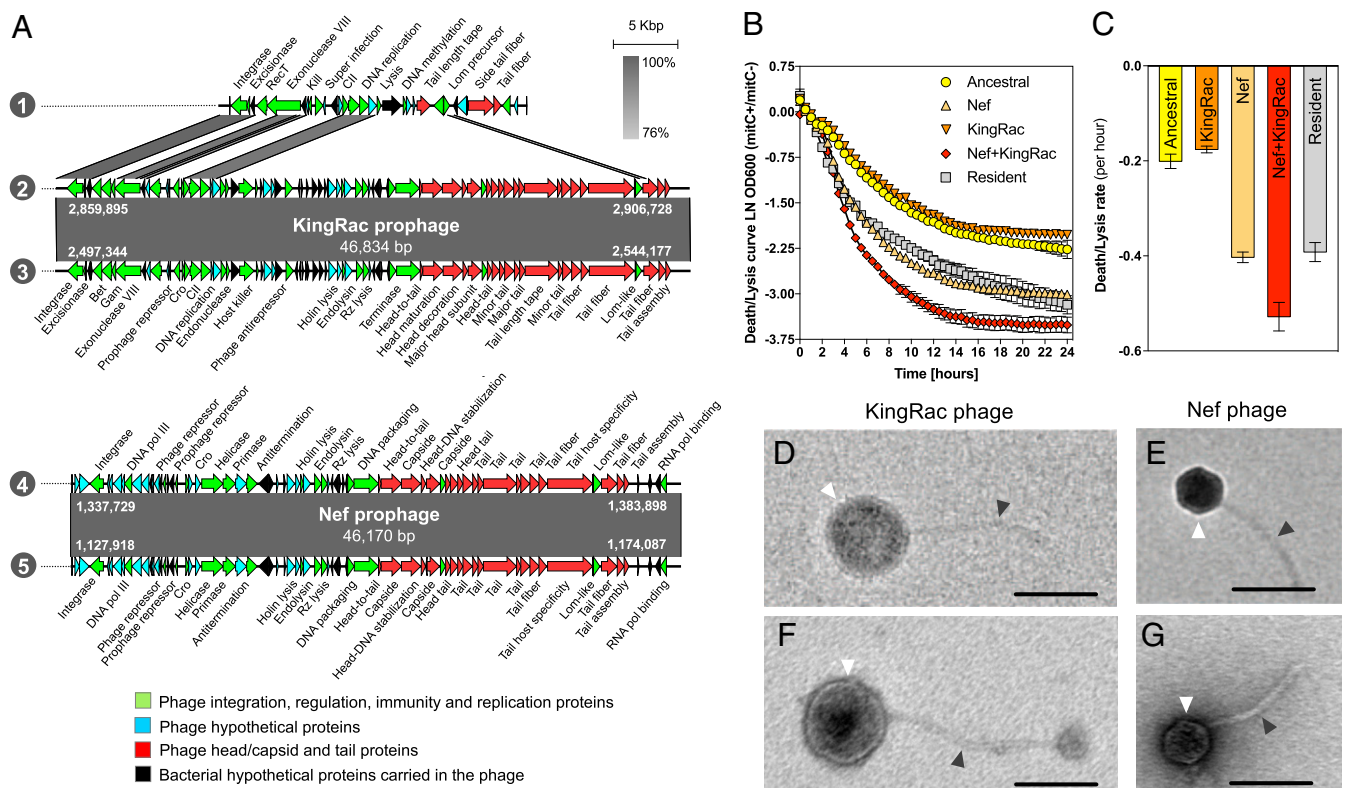 A
5 Kbp
100%
76%
Integrase
Excisionase
RecT
Exonuclease VIII
Kill
Super infection
CII
DNA replication
Lysis
DNA methylation
Tail length tape
Lom precursor
Side tail fiber
Tail fiber
1
2
2,859,895
2,906,728
KingRac prophage
46,834 bp
2,497,344
2,544,177
3
Integrase
Excisionase
Bet
Gam
Exonuclease VIII
Prophage repressor
Cro
CII
DNA replication
Endonuclease
Host killer
Phage antirepressor
Holin lysis
Endolysin
Rz lysis
Terminase
Head-to-tail
Head maturation
Head decoration
Major head subunit
Head-tail
Minor tail
Major tail
Tail length tape
Minor tail
Tail fiber
Tail fiber
Lom-like
Tail fiber
Tail assembly
Integrase
DNA pol III
Phage repressor
Prophage repressor
Cro
Helicase
Primase
Antitermination
Holin lysis
Endolysin
Rz lysis
DNA packaging
Head-to-tail
Capside
Head-DNA stabilization
Capside
Head tail
Tail
Tail
Tail
Tail
Tail fiber
Tail host specificity
Lom-like
Tail fiber
Tail assembly
RNA pol binding
4
1,337,729
1,383,898
Nef prophage
46,170 bp
1,127,918
1,174,087
5
Integrase
DNA pol III
Phage repressor
Prophage repressor
Cro
Helicase
Primase
Antitermination
Holin lysis
Endolysin
Rz lysis
DNA packaging
Head-to-tail
Capside
Head-DNA stabilization
Capside
Head tail
Tail
Tail
Tail
Tail
Tail fiber
Tail host specificity
Lom-like
Tail fiber
Tail assembly
RNA pol binding
Phage integration, regulation, immunity and replication proteins
Phage hypothetical proteins
Phage head/capsid and tail proteins
Bacterial hypothetical proteins carried in the phage
B
Death/Lysis curve LN OD600 (mitC+/mitC-)
0.75
0.00
-0.75
-1.50
-2.25
-3.00
-3.75
Ancestral
Nef
KingRac
Nef+KingRac
Resident
0 2 4 6 8 10 12 14 16 18 20 22 24
Time [hours]
C
Death/Lysis rate (per hour)
0.0
-0.2
-0.4
-0.6
Ancestral
KingRac
Nef
Nef+KingRac
Resident
KingRac phage
Nef phage
D
E
F
G